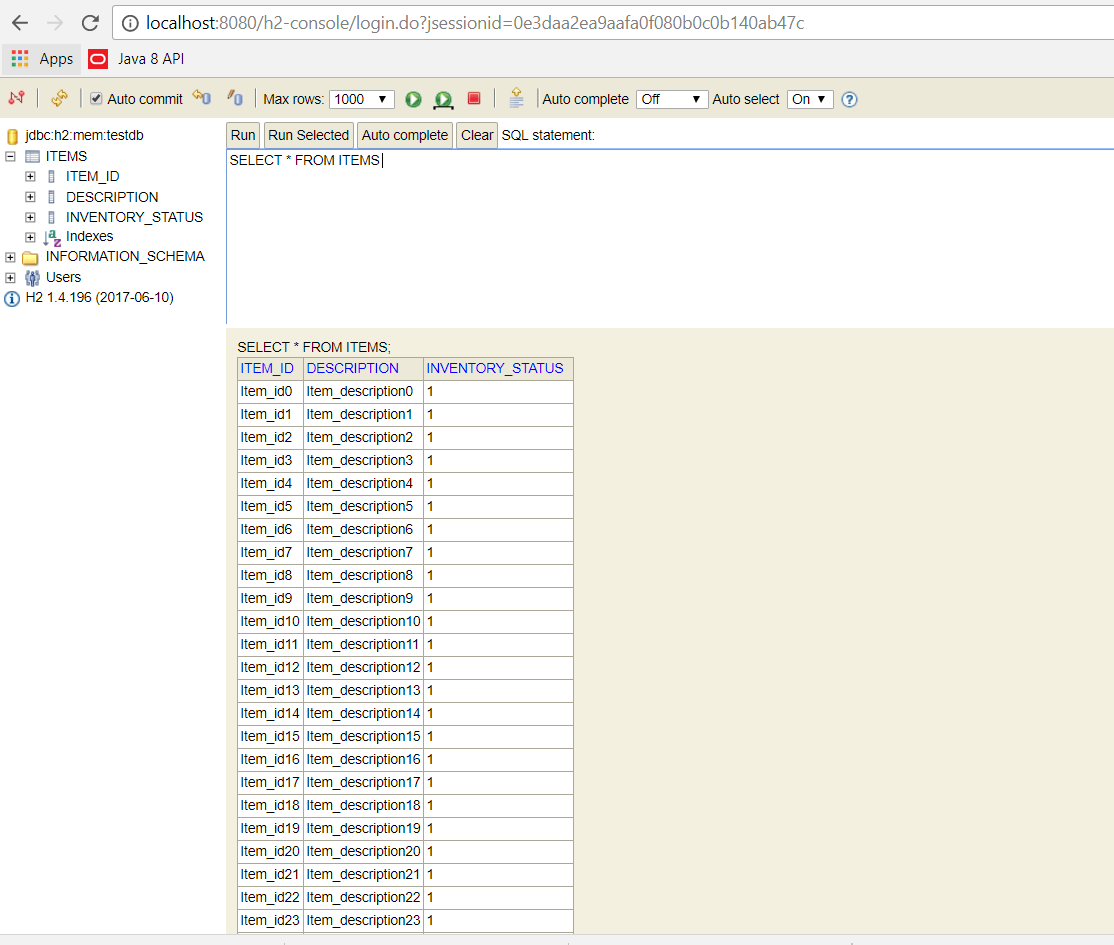 localhost:8080/h2-console/login.do?jsessionid=0e3daa2ea9aafa0f080b0c0b140ab47c
Apps Java 8 API
Auto commit Max rows: 1000 Auto complete Off Auto select On
jdbc:h2:mem:testdb
ITEMS
ITEM_ID
DESCRIPTION
INVENTORY_STATUS
Indexes
INFORMATION_SCHEMA
Users
H2 1.4.196 (2017-06-10)
Run Run Selected Auto complete Clear SQL statement:
SELECT * FROM ITEMS
SELECT * FROM ITEMS;
ITEM_ID DESCRIPTION INVENTORY_STATUS
Item_id0 Item_description0 1
Item_id1 Item_description1 1
Item_id2 Item_description2 1
Item_id3 Item_description3 1
Item_id4 Item_description4 1
Item_id5 Item_description5 1
Item_id6 Item_description6 1
Item_id7 Item_description7 1
Item_id8 Item_description8 1
Item_id9 Item_description9 1
Item_id10 Item_description10 1
Item_id11 Item_description11 1
Item_id12 Item_description12 1
Item_id13 Item_description13 1
Item_id14 Item_description14 1
Item_id15 Item_description15 1
Item_id16 Item_description16 1
Item_id17 Item_description17 1
Item_id18 Item_description18 1
Item_id19 Item_description19 1
Item_id20 Item_description20 1
Item_id21 Item_description21 1
Item_id22 Item_description22 1
Item_id23 Item_description23 1